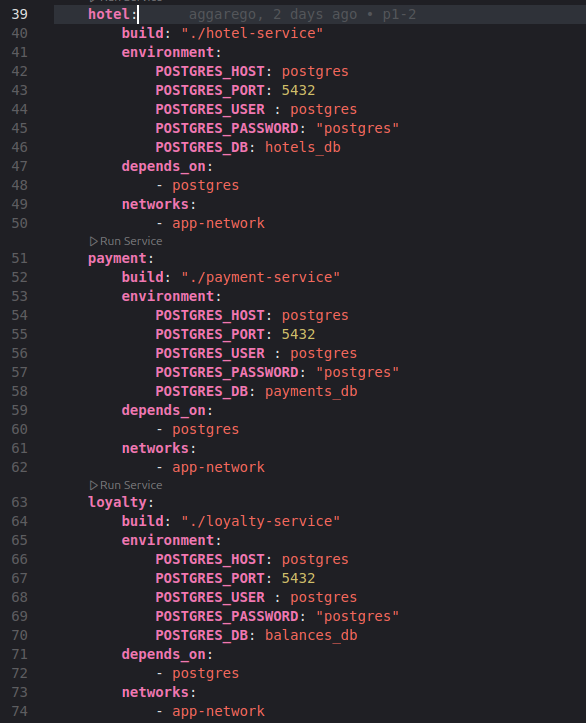 39 hotel: aggarego, 2 days ago • p1-2
40 build: "./hotel-service"
41 environment:
42 POSTGRES_HOST: postgres
43 POSTGRES_PORT: 5432
44 POSTGRES_USER : postgres
45 POSTGRES_PASSWORD: "postgres"
46 POSTGRES_DB: hotels_db
47 depends_on:
48 - postgres
49 networks:
50 - app-network
▷ Run Service
51 payment:
52 build: "./payment-service"
53 environment:
54 POSTGRES_HOST: postgres
55 POSTGRES_PORT: 5432
56 POSTGRES_USER : postgres
57 POSTGRES_PASSWORD: "postgres"
58 POSTGRES_DB: payments_db
59 depends_on:
60 - postgres
61 networks:
62 - app-network
▷ Run Service
63 loyalty:
64 build: "./loyalty-service"
65 environment:
66 POSTGRES_HOST: postgres
67 POSTGRES_PORT: 5432
68 POSTGRES_USER : postgres
69 POSTGRES_PASSWORD: "postgres"
70 POSTGRES_DB: balances_db
71 depends_on:
72 - postgres
73 networks:
74 - app-network